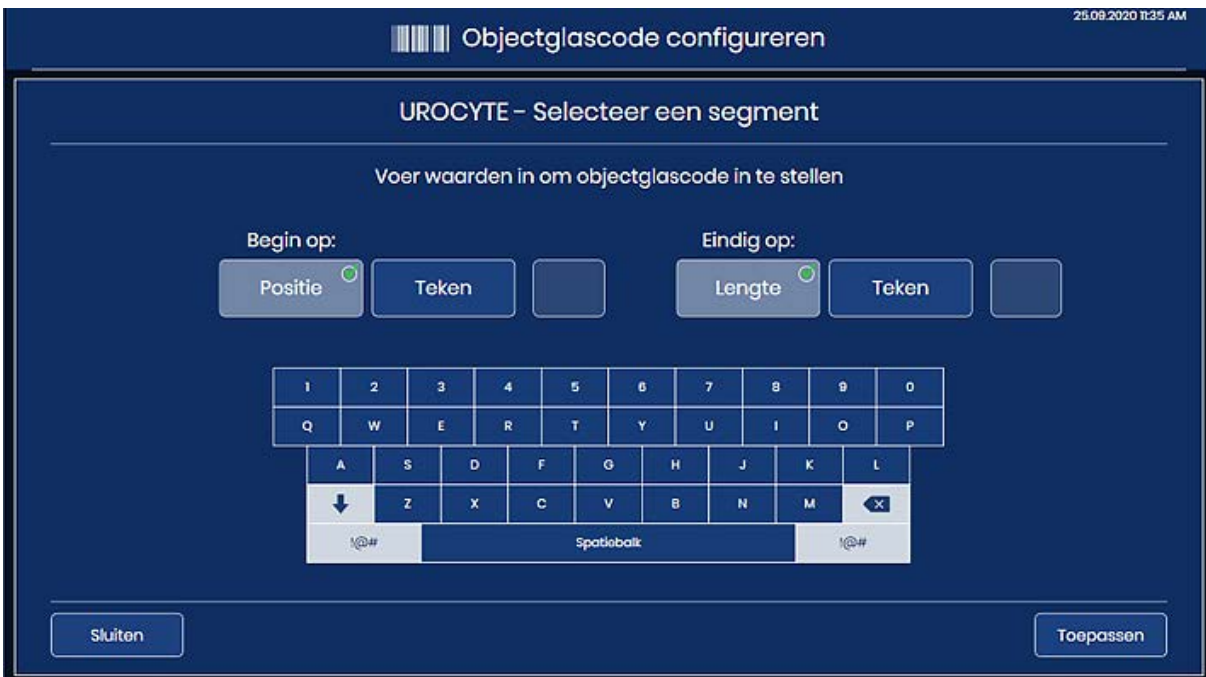 25.09.2020 11:35 AM
Objectglascode configureren
UROCYTE - Selecteer een segment
Voer waarden in om objectglascode in te stellen
Begin op: Eindig op:
Positie Teken Lengte Teken
1 2 3 4 5 6 7 8 9 0
Q W E R T Y U I O P
A S D F G H J K L
Z X C V B N M
!@# Spatiebalk !@#
Sluiten Toepassen